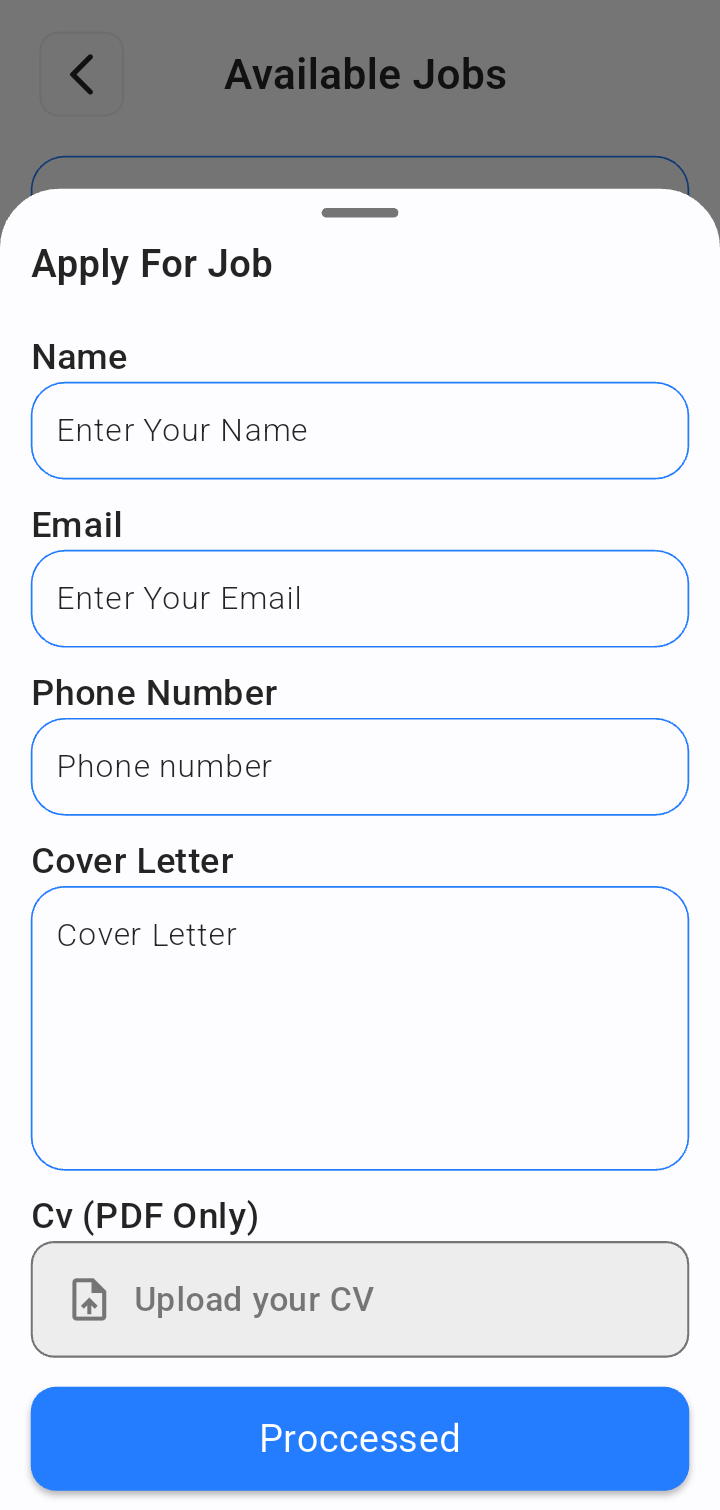 Available Jobs
Apply For Job
Name
Enter Your Name
Email
Enter Your Email
Phone Number
Phone number
Cover Letter
Cover Letter
Cv (PDF Only)
Upload your CV
Proccessed